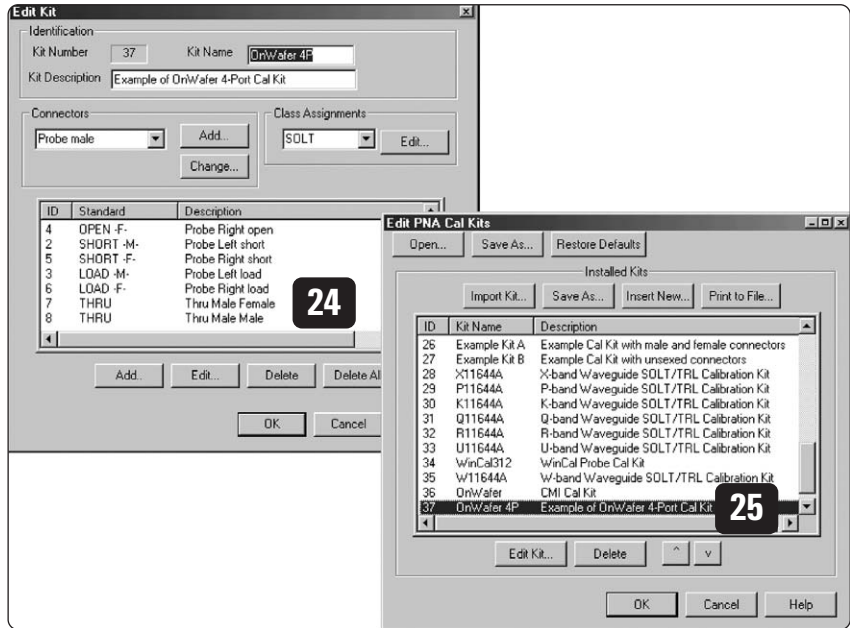 Edit Kit
Identification
Kit Number 37 Kit Name OnWafer 4P
Kit Description Example of OnWafer 4-Port Cal Kit
Connectors
Class Assignments
Probe male Add... SOLT Edit...
Change...
ID Standard Description
4 OPEN -F- Probe Right open
2 SHORT -M- Probe Left short
5 SHORT -F- Probe Right short
3 LOAD -M- Probe Left load
6 LOAD -F- Probe Right load
7 THRU Thru Male Female
8 THRU Thru Male Male
24
Add.. Edit... Delete Delete Al
OK Cancel
Edit PNA Cal Kits
Open... Save As... Restore Defaults
Installed Kits
Import Kit... Save As... Insert New... Print to File...
ID Kit Name Description
26 Example Kit A Example Cal Kit with male and female connectors
27 Example Kit B Example Cal Kit with unsexed connectors
28 X11644A X-band Waveguide SOLT/TRL Calibration Kit
29 P11644A P-band Waveguide SOLT/TRL Calibration Kit
30 K11644A K-band Waveguide SOLT/TRL Calibration Kit
31 Q11644A Q-band Waveguide SOLT/TRL Calibration Kit
32 R11644A R-band Waveguide SOLT/TRL Calibration Kit
33 U11644A U-band Waveguide SOLT/TRL Calibration Kit
34 WinCal312 WinCal Probe Cal Kit
35 W11644A W-band Waveguide SOLT/TRL Calibration Kit
36 OnWafer CMI Cal Kit
37 OnWafer 4P Example of OnWafer 4-Port Cal Kit
25
Edit Kit... Delete ^ v
OK Cancel Help